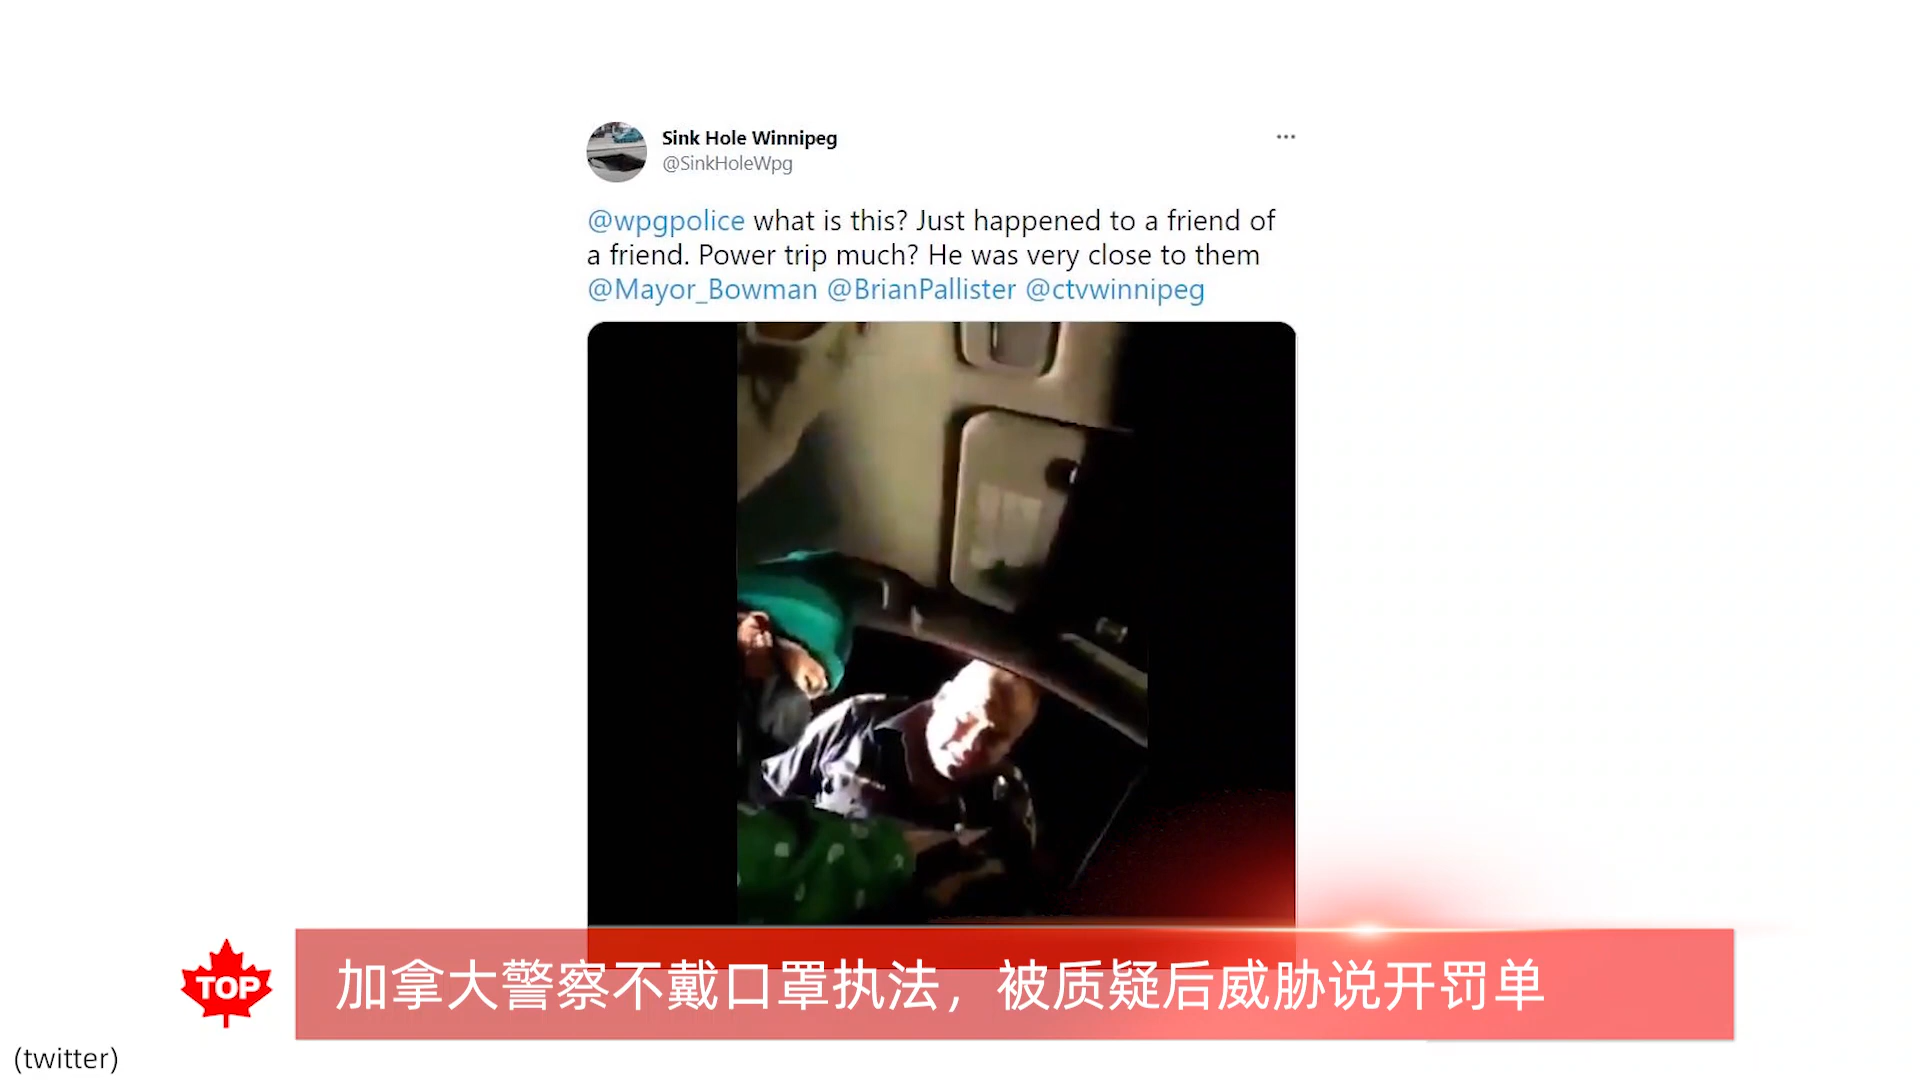 Sink Hole Winnipeg
@SinkHoleWpg
@wpgpolice what is this? Just happened to a friend of
a friend. Power trip much? He was very close to them
@Mayor_Bowman @BrianPallister @ctvwinnipeg
TOP
加拿大警察不戴口罩执法，被质疑后威胁说开罚单
(twitter)